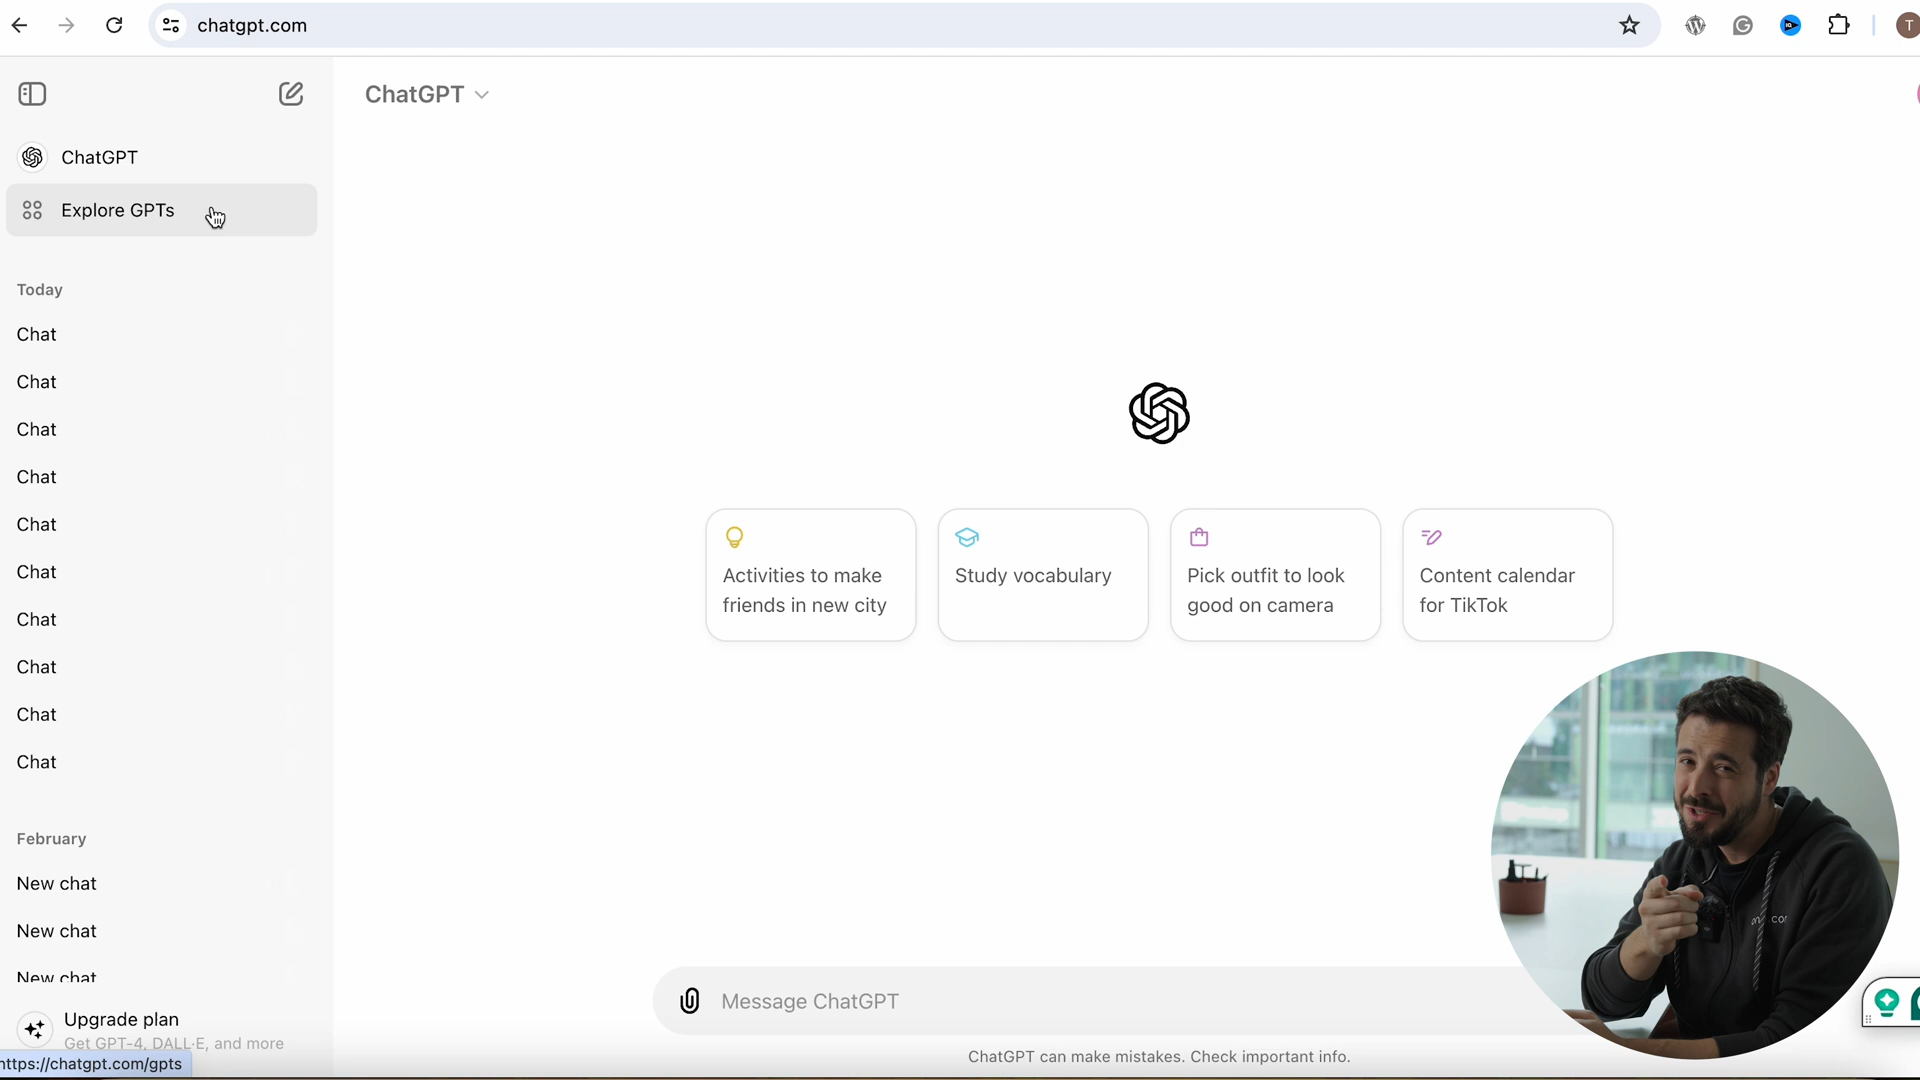 chatgpt.com
T
ChatGPT
ChatGPT
Explore GPTs
Today
Chat
Chat
Chat
Chat
Chat
Chat
Chat
Chat
Chat
Chat
February
New chat
New chat
New chat
Upgrade plan
Get GPT-4, DALL·E, and more
https://chatgpt.com/gpts
Activities to make
friends in new city
Study vocabulary
Pick outfit to look
good on camera
Content calendar
for TikTok
Message ChatGPT
ChatGPT can make mistakes. Check important info.